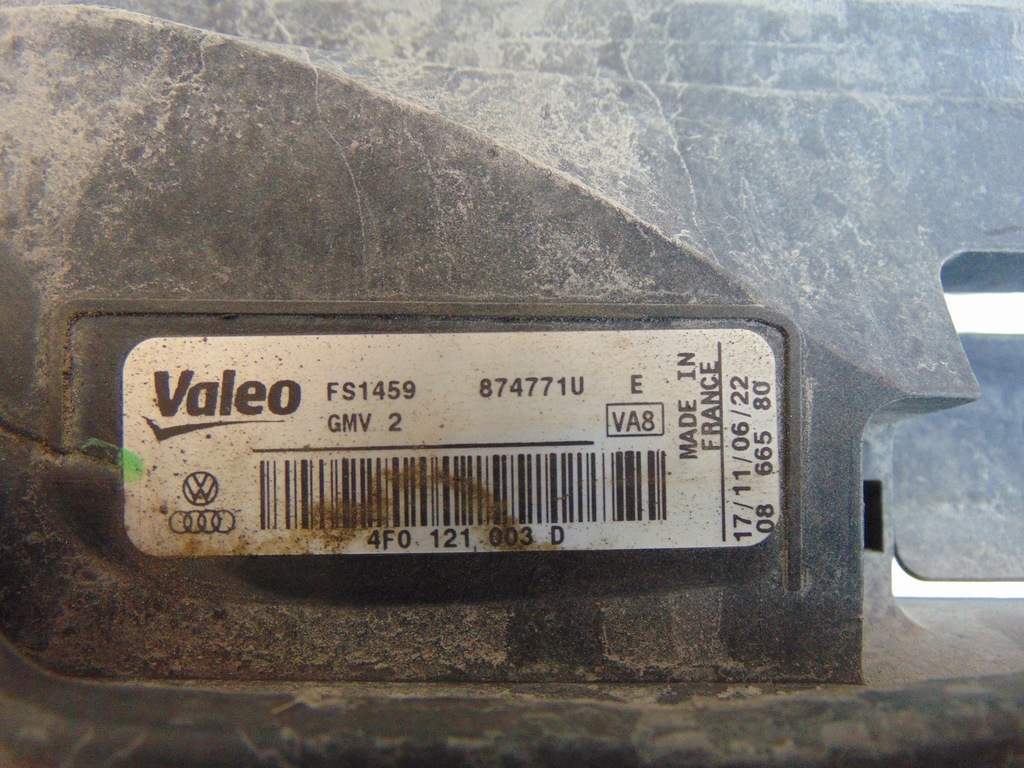 Valeo FS1459 874771U E
GMV 2 VA8
4F0 121 003 D
MADE IN
FRANCE
17/11/06/22
08 665 80